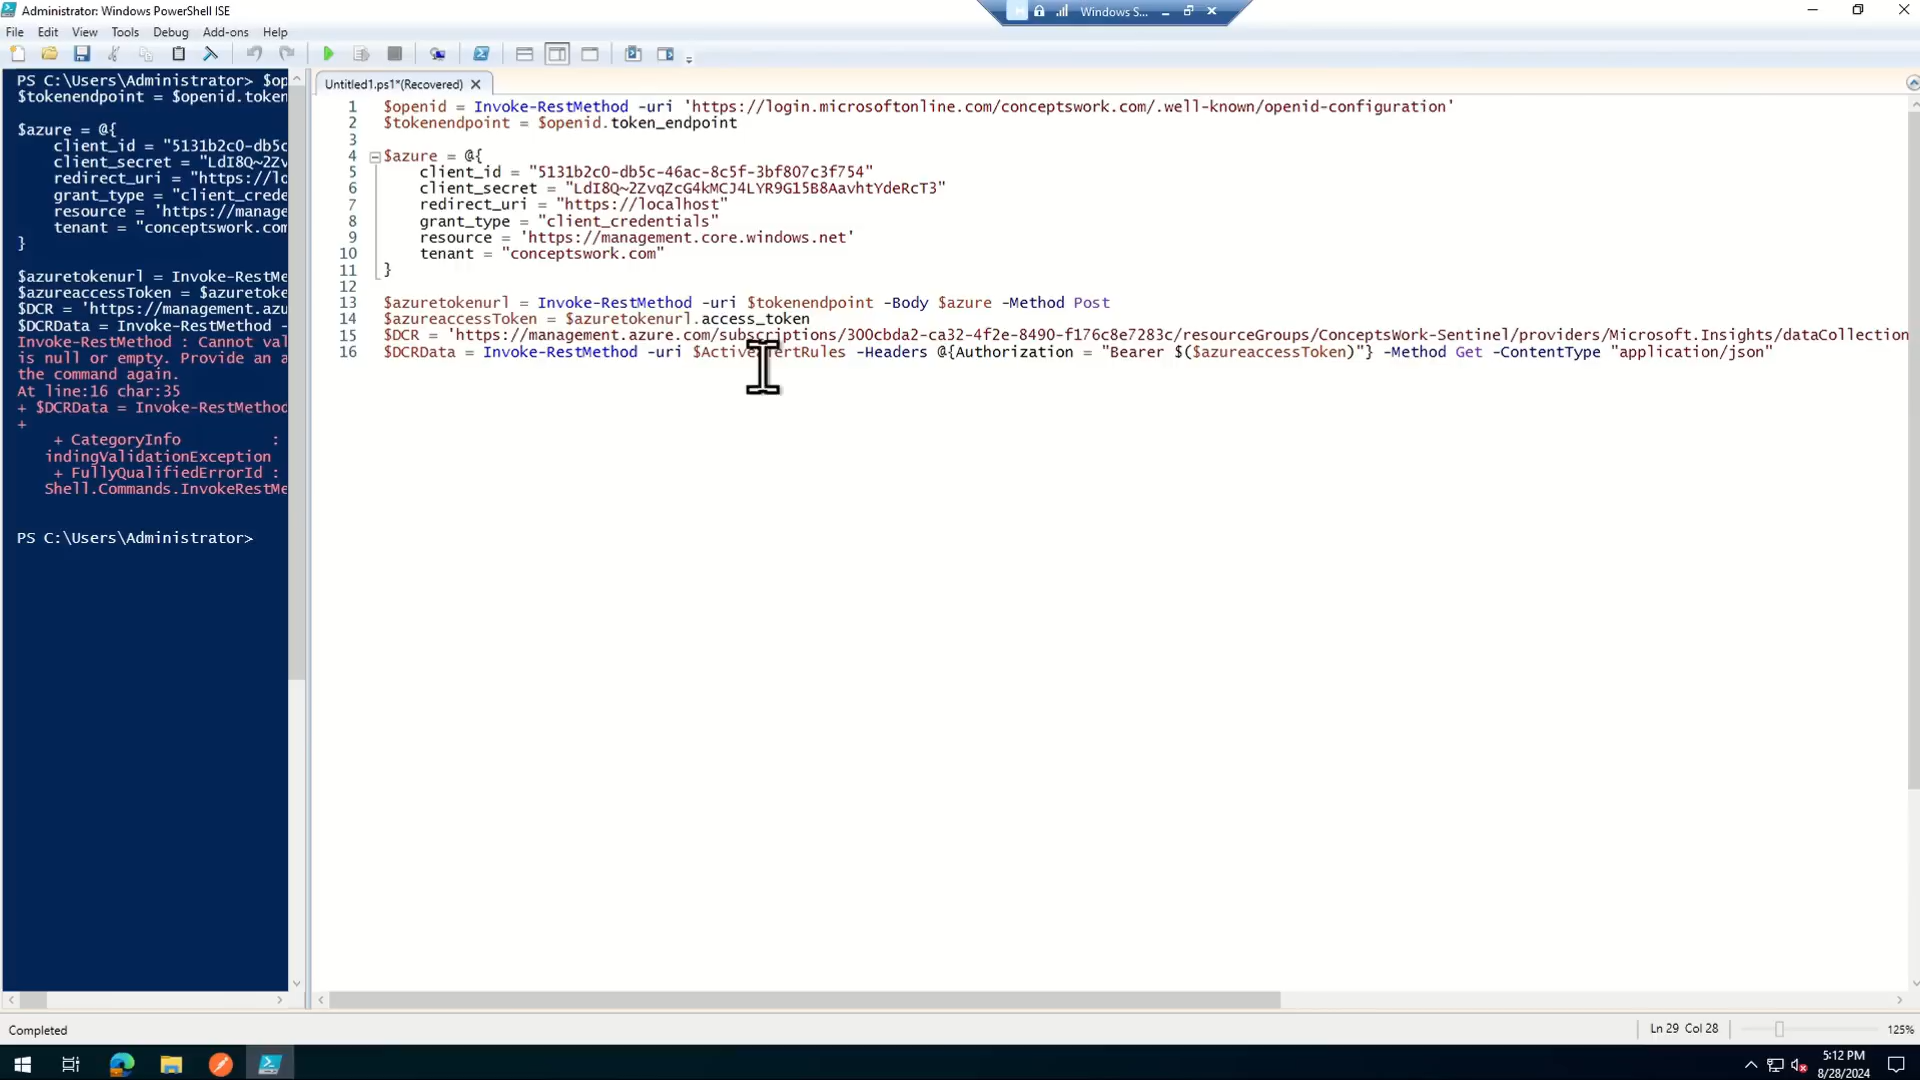 Administrator: Windows PowerShell ISE
Windows S...
File Edit View Tools Debug Add-ons Help
Untitled1.ps1*(Recovered)
PS C:\Users\Administrator> $op
$tokenendpoint = $openid.token
$azure = @{
client_id = "5131b2c0-db5c
client_secret = "LdI8Q~2Zv
redirect_uri = "https://lo
grant_type = "client_crede
resource = 'https://manage
tenant = "conceptswork.com
}
$azuretokenurl = Invoke-RestMe
$azureaccessToken = $azuretoke
$DCR = 'https://management.azu
$DCRData = Invoke-RestMethod -
Invoke-RestMethod : Cannot val
is null or empty. Provide an a
the command again.
At line:16 char:35
+ $DCRData = Invoke-RestMethod
+
+ CategoryInfo :
indingValidationException
+ FullyQualifiedErrorId :
Shell.Commands.InvokeRestMe
PS C:\Users\Administrator>
1 $openid = Invoke-RestMethod -uri 'https://login.microsoftonline.com/conceptswork.com/.well-known/openid-configuration'
2 $tokenendpoint = $openid.token_endpoint
3
4 $azure = @{
5 client_id = "5131b2c0-db5c-46ac-8c5f-3bf807c3f754"
6 client_secret = "LdI8Q~2ZvqZcG4kMCJ4LYR9G15B8AavhtYdeRcT3"
7 redirect_uri = "https://localhost"
8 grant_type = "client_credentials"
9 resource = 'https://management.core.windows.net'
10 tenant = "conceptswork.com"
11 }
12
13 $azuretokenurl = Invoke-RestMethod -uri $tokenendpoint -Body $azure -Method Post
14 $azureaccessToken = $azuretokenurl.access_token
15 $DCR = 'https://management.azure.com/subscriptions/300cbda2-ca32-4f2e-8490-f176c8e7283c/resourceGroups/ConceptsWork-Sentinel/providers/Microsoft.Insights/dataCollection
16 $DCRData = Invoke-RestMethod -uri $ActiveAlertRules -Headers @{Authorization = "Bearer $($azureaccessToken)"} -Method Get -ContentType "application/json"
Completed
Ln 29 Col 28
125%
5:12 PM
8/28/2024